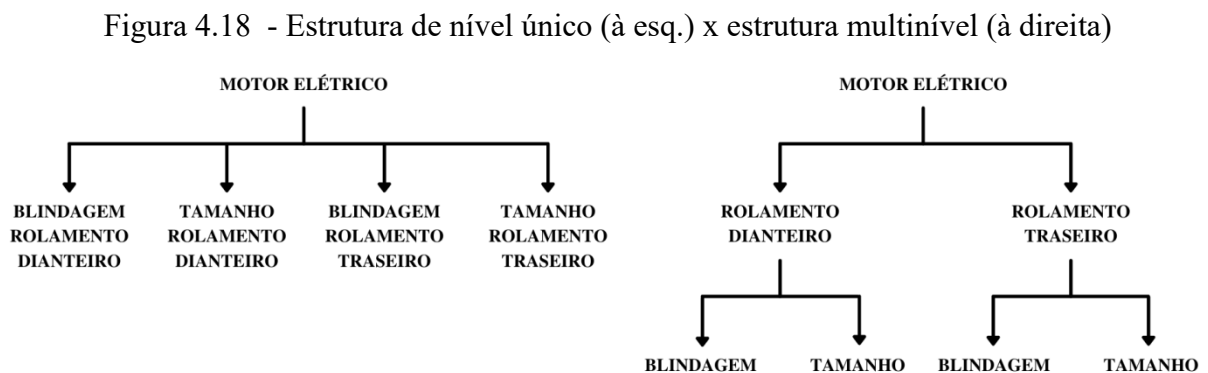 Figura 4.18 - Estrutura de nível único (à esq.) x estrutura multinível (à direita)
MOTOR ELÉTRICO
BLINDAGEM
ROLAMENTO
DIANTEIRO
TAMANHO
ROLAMENTO
DIANTEIRO
BLINDAGEM
ROLAMENTO
TRASEIRO
TAMANHO
ROLAMENTO
TRASEIRO
MOTOR ELÉTRICO
ROLAMENTO
DIANTEIRO
ROLAMENTO
TRASEIRO
BLINDAGEM
TAMANHO
BLINDAGEM
TAMANHO